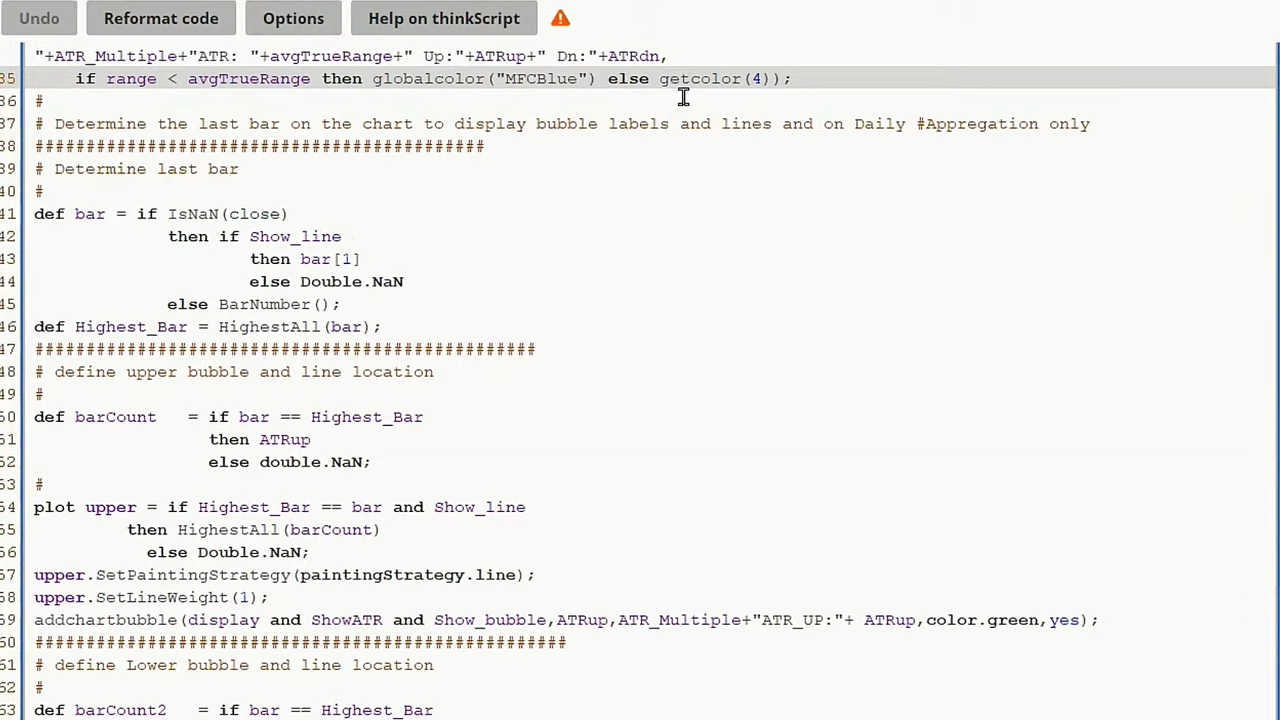 Undo Reformat code Options Help on thinkScript
"+ATR_Multiple+"ATR: "+avgTrueRange+" Up:"+ATRup+" Dn:"+ATRdn,
35 if range < avgTrueRange then globalcolor("MFCBlue") else getcolor(4));
36 #
37 # Determine the last bar on the chart to display bubble labels and lines and on Daily #Appregation only
38 ############################################
39 # Determine last bar
40 #
41 def bar = if IsNaN(close)
42 then if Show_line
43 then bar[1]
44 else Double.NaN
45 else BarNumber();
46 def Highest_Bar = HighestAll(bar);
47 #################################################
48 # define upper bubble and line location
49 #
50 def barCount = if bar == Highest_Bar
51 then ATRup
52 else double.NaN;
53 #
54 plot upper = if Highest_Bar == bar and Show_line
55 then HighestAll(barCount)
56 else Double.NaN;
57 upper.SetPaintingStrategy(paintingStrategy.line);
58 upper.SetLineWeight(1);
59 addchartbubble(display and ShowATR and Show_bubble,ATRup,ATR_Multiple+"ATR_UP:"+ ATRup,color.green,yes);
60 ####################################################
61 # define Lower bubble and line location
62 #
63 def barCount2 = if bar == Highest_Bar